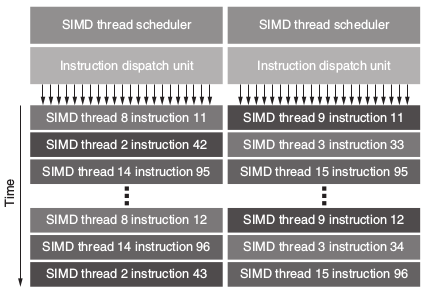 SIMD thread scheduler
SIMD thread scheduler
Instruction dispatch unit
Instruction dispatch unit
Time
SIMD thread 8 instruction 11
SIMD thread 9 instruction 11
SIMD thread 2 instruction 42
SIMD thread 3 instruction 33
SIMD thread 14 instruction 95
SIMD thread 15 instruction 95
SIMD thread 8 instruction 12
SIMD thread 9 instruction 12
SIMD thread 14 instruction 96
SIMD thread 3 instruction 34
SIMD thread 2 instruction 43
SIMD thread 15 instruction 96